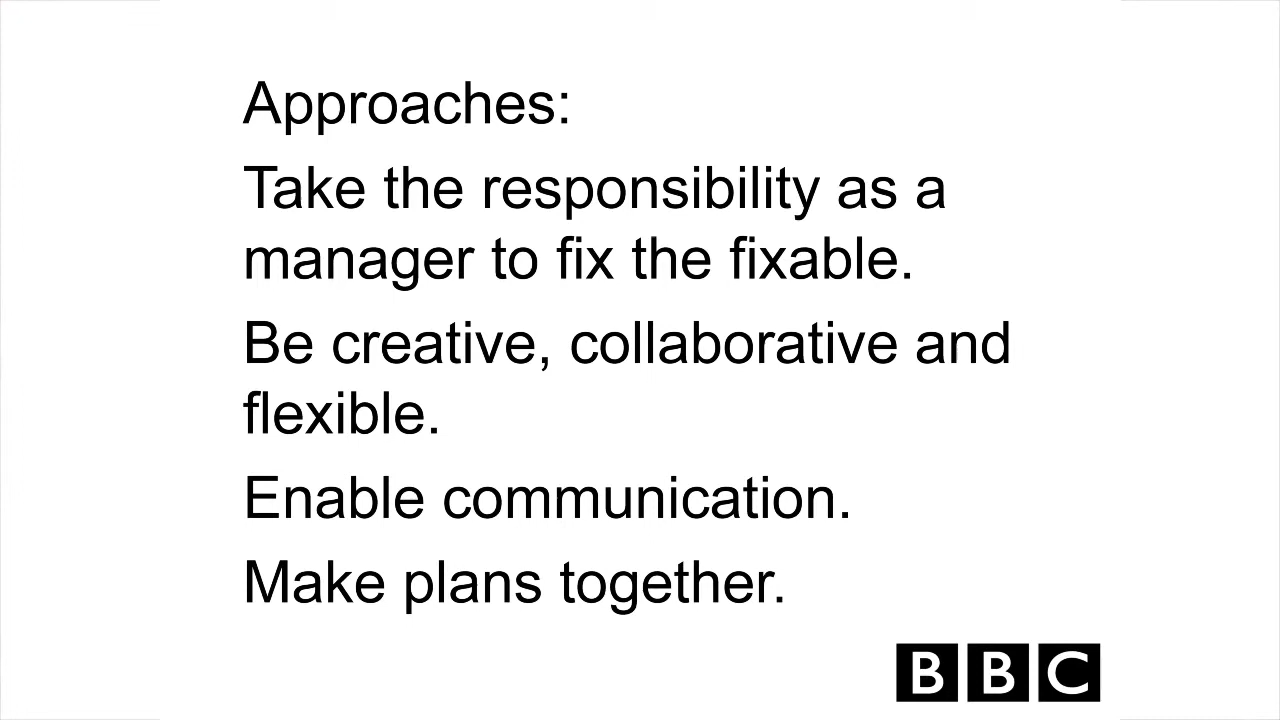 Approaches:
Take the responsibility as a
manager to fix the fixable.
Be creative, collaborative and
flexible.
Enable communication.
Make plans together.
BBC